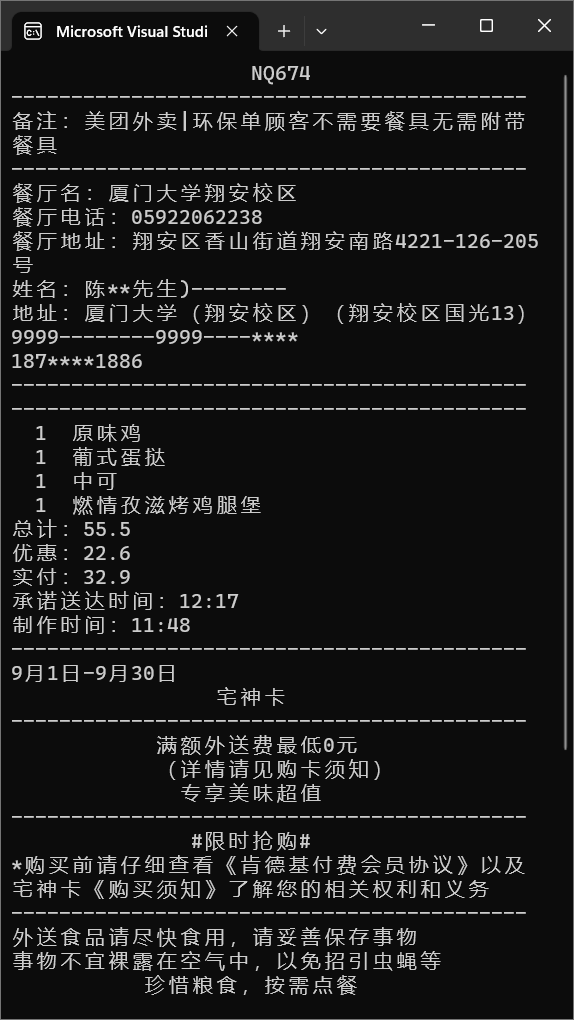 Microsoft Visual Studi
NQ674
-------------------------------------------
备注：美团外卖|环保单顾客不需要餐具无需附带
餐具
-------------------------------------------
餐厅名：厦门大学翔安校区
餐厅电话：05922062238
餐厅地址：翔安区香山街道翔安南路4221-126-205
号
姓名：陈**先生)--------
地址：厦门大学（翔安校区）（翔安校区国光13）
9999--------9999----****
187****1886
-------------------------------------------
-------------------------------------------
1 原味鸡
1 葡式蛋挞
1 中可
1 燃情孜滋烤鸡腿堡
总计：55.5
优惠：22.6
实付：32.9
承诺送达时间：12:17
制作时间：11:48
-------------------------------------------
9月1日-9月30日
宅神卡
-------------------------------------------
满额外送费最低0元
（详情请见购卡须知）
专享美味超值
-------------------------------------------
#限时抢购#
*购买前请仔细查看《肯德基付费会员协议》以及
宅神卡《购买须知》了解您的相关权利和义务
-------------------------------------------
外送食品请尽快食用，请妥善保存事物
事物不宜裸露在空气中，以免招引虫蝇等
珍惜粮食，按需点餐